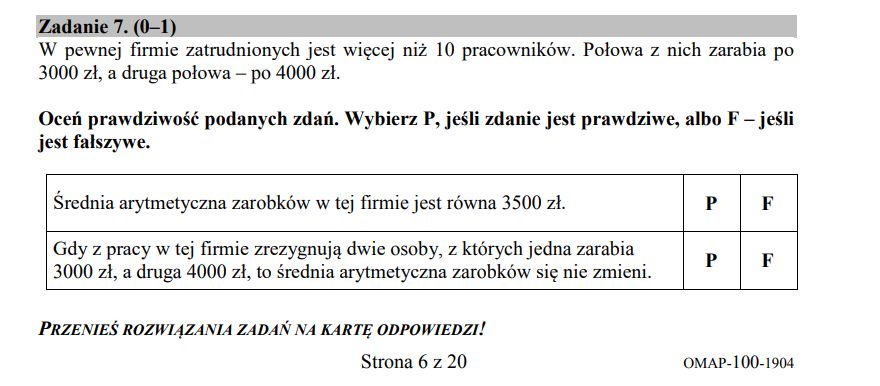 Zadanie 7. (0–1)
W pewnej firmie zatrudnionych jest więcej niż 10 pracowników. Połowa z nich zarabia po
3000 zł, a druga połowa – po 4000 zł.
Oceń prawdziwość podanych zdań. Wybierz P, jeśli zdanie jest prawdziwe, albo F – jeśli
jest fałszywe.
Średnia arytmetyczna zarobków w tej firmie jest równa 3500 zł. P F
Gdy z pracy w tej firmie zrezygnują dwie osoby, z których jedna zarabia
3000 zł, a druga 4000 zł, to średnia arytmetyczna zarobków się nie zmieni. P F
PRZENIEŚ ROZWIĄZANIA ZADAŃ NA KARTĘ ODPOWIEDZI!
Strona 6 z 20 OMAP-100-1904